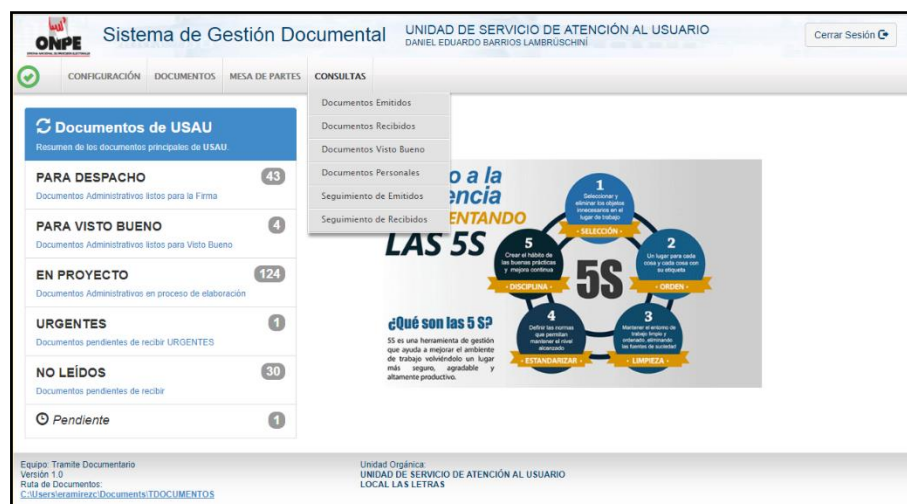 ONPE
Sistema de Gestión Documental
UNIDAD DE SERVICIO DE ATENCIÓN AL USUARIO
DANIEL EDUARDO BARRIOS LAMBRUSCHINI
Cerrar Sesión
CONFIGURACIÓN
DOCUMENTOS
MESA DE PARTES
CONSULTAS
Documentos Emitidos
Documentos Recibidos
Documentos Visto Bueno
Documentos Personales
Seguimiento de Emitidos
Seguimiento de Recibidos
Documentos de USAU
Resumen de los documentos principales de USAU.
PARA DESPACHO
43
Documentos Administrativos listos para la Firma
PARA VISTO BUENO
4
Documentos Administrativos listos para Visto Bueno
EN PROYECTO
124
Documentos Administrativos en proceso de elaboración
URGENTES
1
Documentos pendientes de recibir URGENTES
NO LEÍDOS
30
Documentos pendientes de recibir
Pendiente
1
o a la
encia
ENTANDO
LAS 5S
¿Qué son las 5 S?
5S es una herramienta de gestión
que ayuda a mejorar el ambiente
de trabajo volviéndolo un lugar
más seguro, agradable y
altamente productivo.
5S
1
Seleccionar y
eliminar los objetos
innecesarios en el
lugar de trabajo
- SELECCIÓN -
2
Un lugar para cada
cosa y cada cosa con
su etiqueta
- ORDEN -
3
Mantener el entorno de
trabajo limpio y
ordenado, eliminando
las fuentes de suciedad
- LIMPIEZA -
4
Definir las normas
que permitan
mantener el nivel
alcanzado
- ESTANDARIZAR -
5
Crear el hábito de
las buenas prácticas
y mejora continua
- DISCIPLINA -
Equipo: Tramite Documentario
Versión 1.0
Ruta de Documentos:
C:\Users\eramirezc\Documents\TDOCUMENTOS
Unidad Orgánica:
UNIDAD DE SERVICIO DE ATENCIÓN AL USUARIO
LOCAL LAS LETRAS